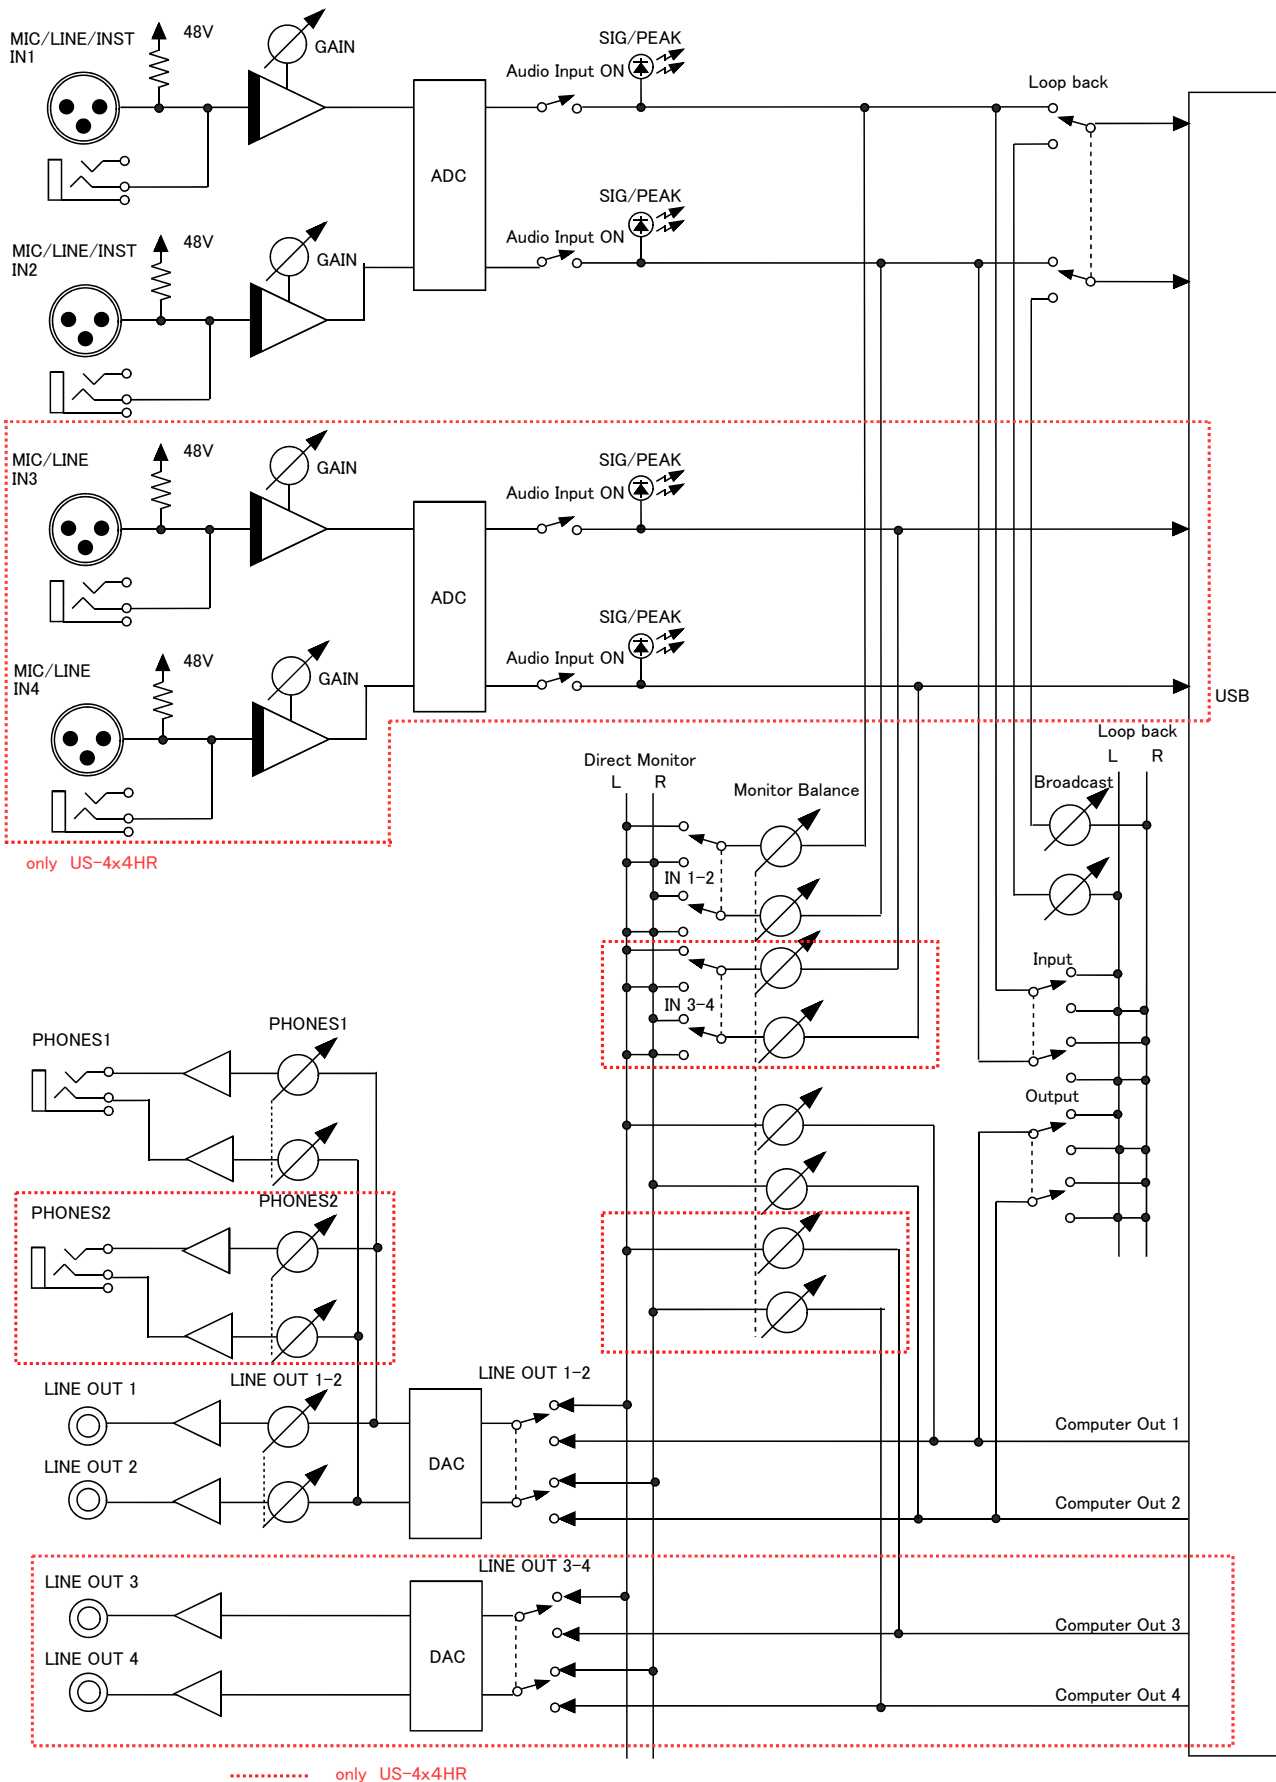 MIC/LINE/INST
IN1
48V
GAIN
SIG/PEAK
Audio Input ON
Loop back
ADC
MIC/LINE/INST
IN2
48V
GAIN
SIG/PEAK
Audio Input ON
MIC/LINE
IN3
48V
GAIN
SIG/PEAK
Audio Input ON
ADC
MIC/LINE
IN4
48V
GAIN
SIG/PEAK
Audio Input ON
USB
only US-4x4HR
Direct Monitor
L R
Monitor Balance
IN 1-2
IN 3-4
Loop back
L R
Broadcast
Input
Output
PHONES1
PHONES1
PHONES2
PHONES2
LINE OUT 1
LINE OUT 1-2
LINE OUT 1-2
LINE OUT 2
DAC
Computer Out 1
Computer Out 2
LINE OUT 3
LINE OUT 3-4
LINE OUT 4
DAC
Computer Out 3
Computer Out 4
only US-4x4HR